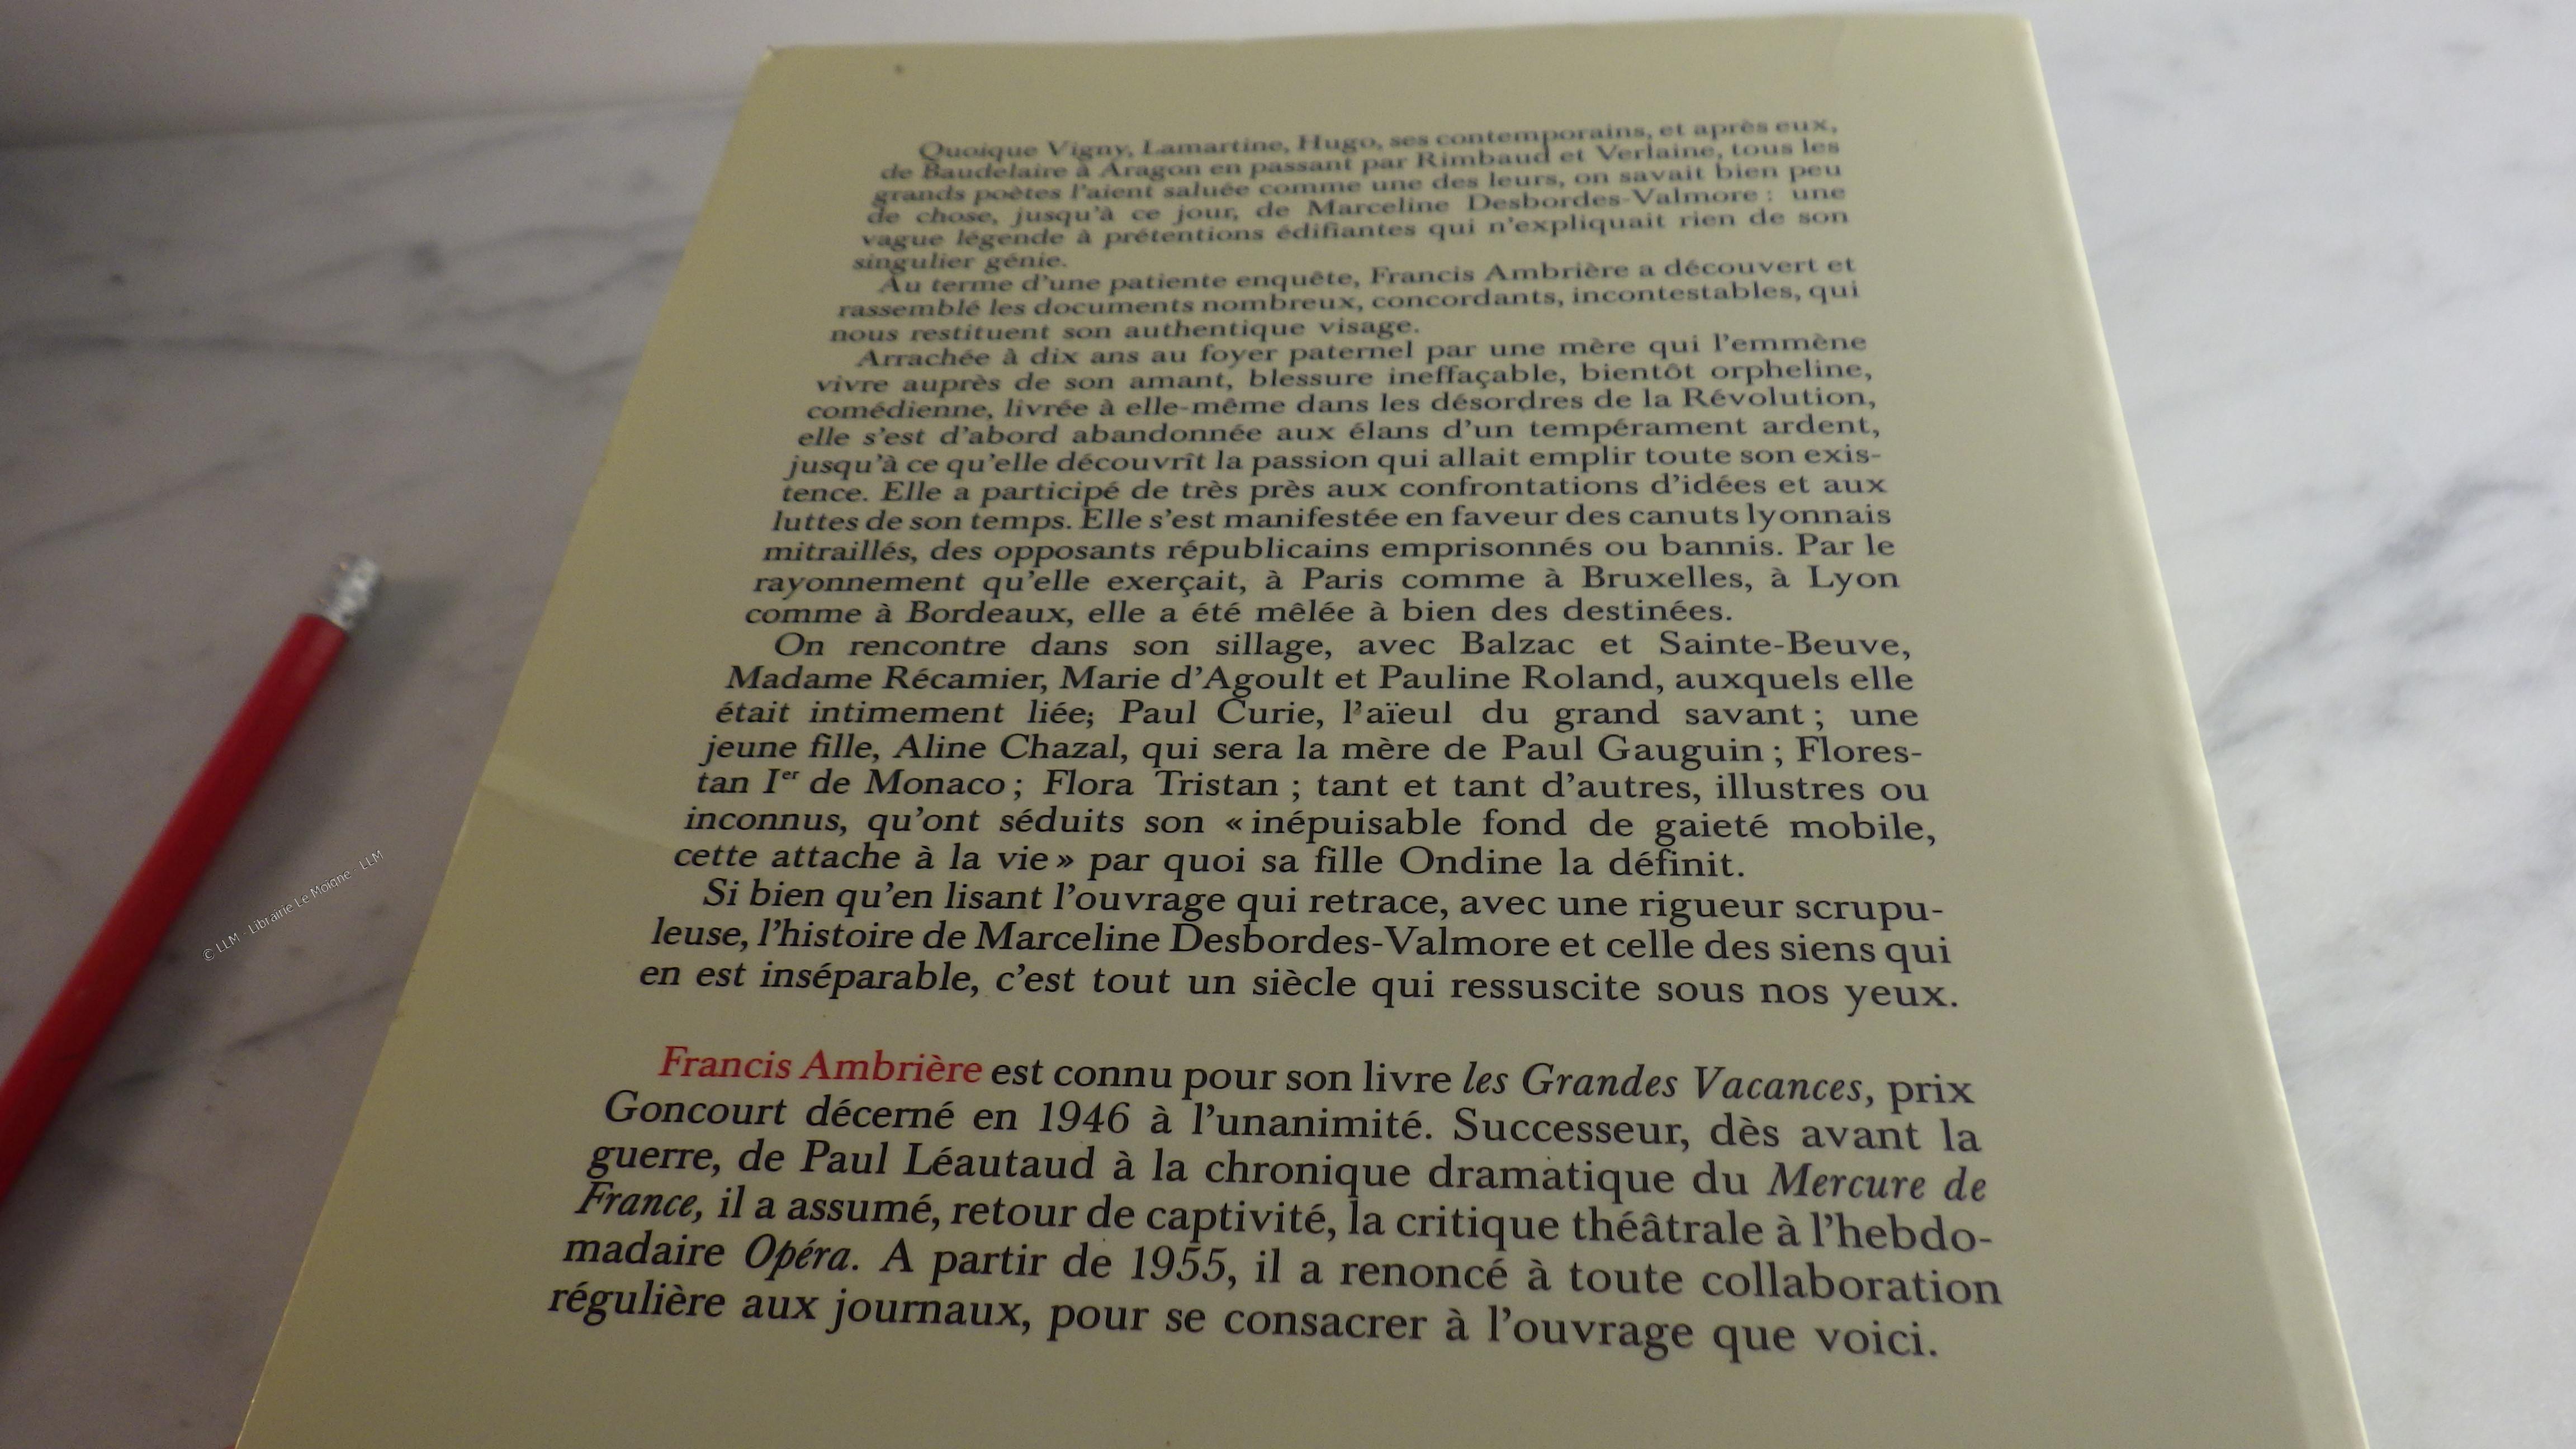 Quoique Vigny, Lamartine, Hugo, ses contemporains, et après eux,
de Baudelaire à Aragon en passant par Rimbaud et Verlaine, tous les
grands poètes l'aient saluée comme une des leurs, on savait bien peu
de chose, jusqu'à ce jour, de Marceline Desbordes-Valmore : une
vague légende à prétentions édifiantes qui n'expliquait rien de son
singulier génie.
Au terme d'une patiente enquête, Francis Ambrière a découvert et
rassemblé les documents nombreux, concordants, incontestables, qui
nous restituent son authentique visage.
Arrachée à dix ans au foyer paternel par une mère qui l'emmène
vivre auprès de son amant, blessure ineffaçable, bientôt orpheline,
comédienne, livrée à elle-même dans les désordres de la Révolution,
elle s'est d'abord abandonnée aux élans d'un tempérament ardent,
jusqu'à ce qu'elle découvrît la passion qui allait emplir toute son exis-
tence. Elle a participé de très près aux confrontations d'idées et aux
luttes de son temps. Elle s'est manifestée en faveur des canuts lyonnais
mitraillés, des opposants républicains emprisonnés ou bannis. Par le
rayonnement qu'elle exerçait, à Paris comme à Bruxelles, à Lyon
comme à Bordeaux, elle a été mêlée à bien des destinées.
On rencontre dans son sillage, avec Balzac et Sainte-Beuve,
Madame Récamier, Marie d'Agoult et Pauline Roland, auxquels elle
était intimement liée; Paul Curie, l'aïeul du grand savant ; une
jeune fille, Aline Chazal, qui sera la mère de Paul Gauguin ; Flores-
tan Ier de Monaco ; Flora Tristan ; tant et tant d'autres, illustres ou
inconnus, qu'ont séduits son « inépuisable fond de gaieté mobile,
cette attache à la vie » par quoi sa fille Ondine la définit.
Si bien qu'en lisant l'ouvrage qui retrace, avec une rigueur scrupu-
leuse, l'histoire de Marceline Desbordes-Valmore et celle des siens qui
en est inséparable, c'est tout un siècle qui ressuscite sous nos yeux.
Francis Ambrière est connu pour son livre les Grandes Vacances, prix
Goncourt décerné en 1946 à l'unanimité. Successeur, dès avant la
guerre, de Paul Léautaud à la chronique dramatique du Mercure de
France, il a assumé, retour de captivité, la critique théâtrale à l'hebdo-
madaire Opéra. A partir de 1955, il a renoncé à toute collaboration
régulière aux journaux, pour se consacrer à l'ouvrage que voici.
© LLM - Librairie Le Moigne - LLM